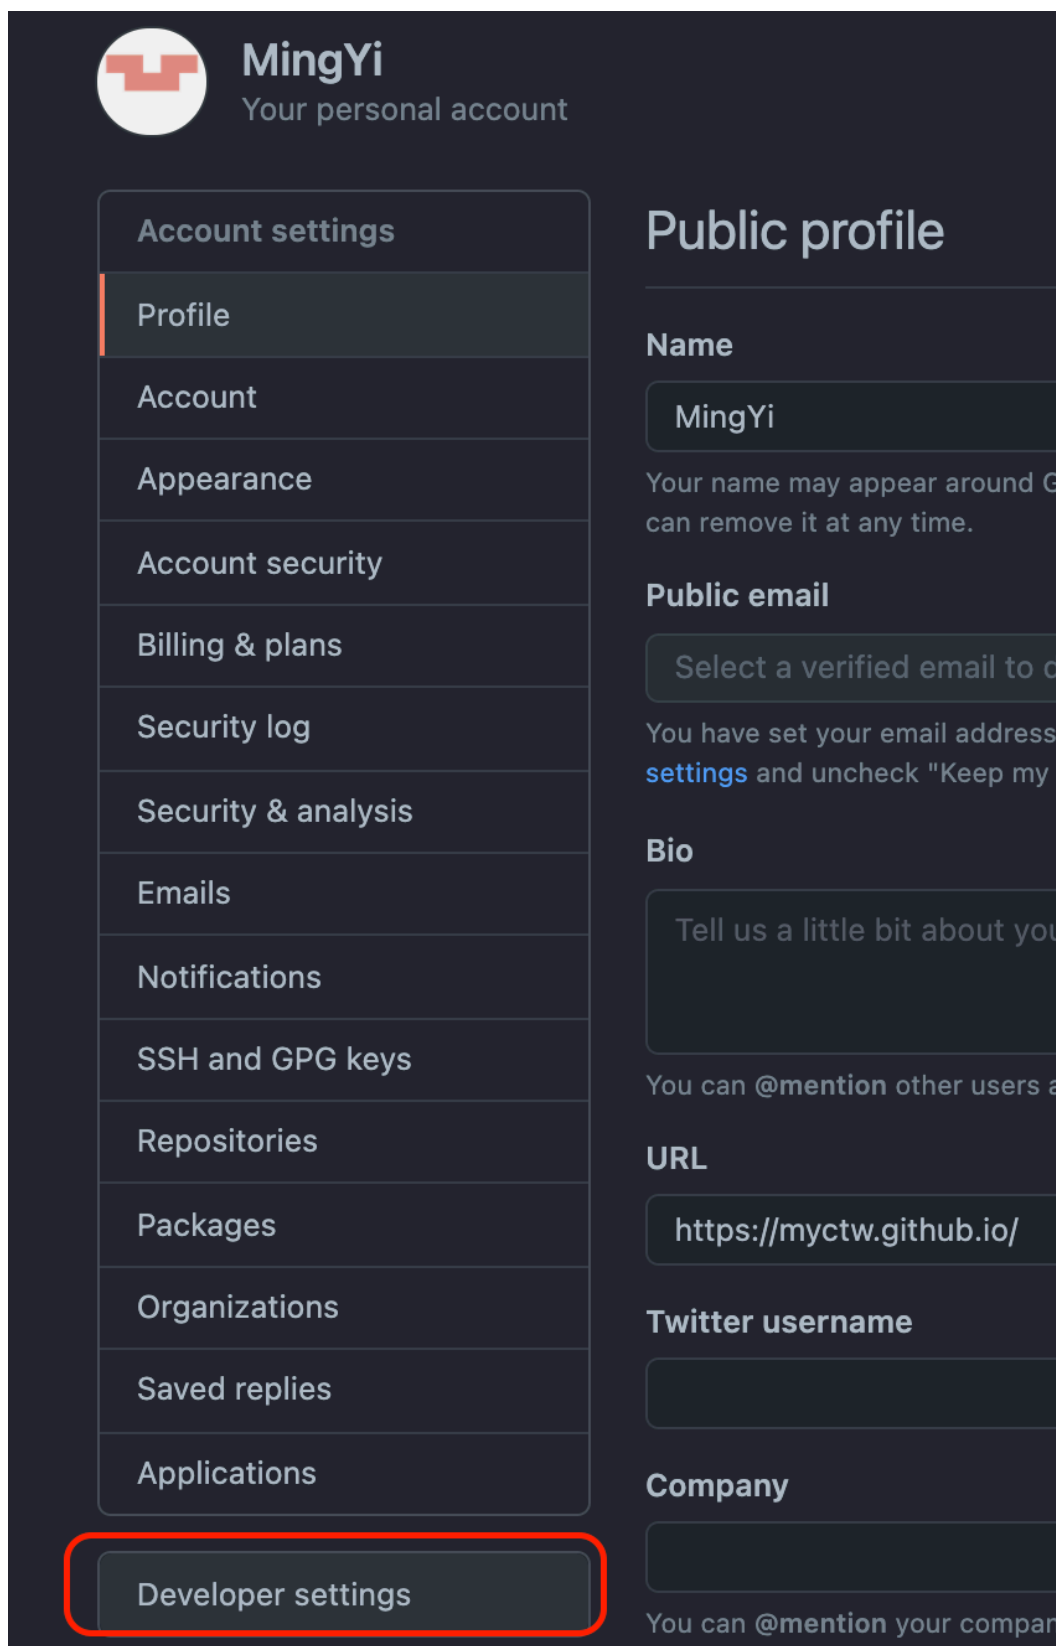 MingYi
Your personal account
Account settings
Profile
Account
Appearance
Account security
Billing & plans
Security log
Security & analysis
Emails
Notifications
SSH and GPG keys
Repositories
Packages
Organizations
Saved replies
Applications
Developer settings
Public profile
Name
MingYi
Your name may appear around G
can remove it at any time.
Public email
Select a verified email to d
You have set your email address
settings and uncheck "Keep my
Bio
Tell us a little bit about you
You can @mention other users a
URL
https://myctw.github.io/
Twitter username
Company
You can @mention your compan